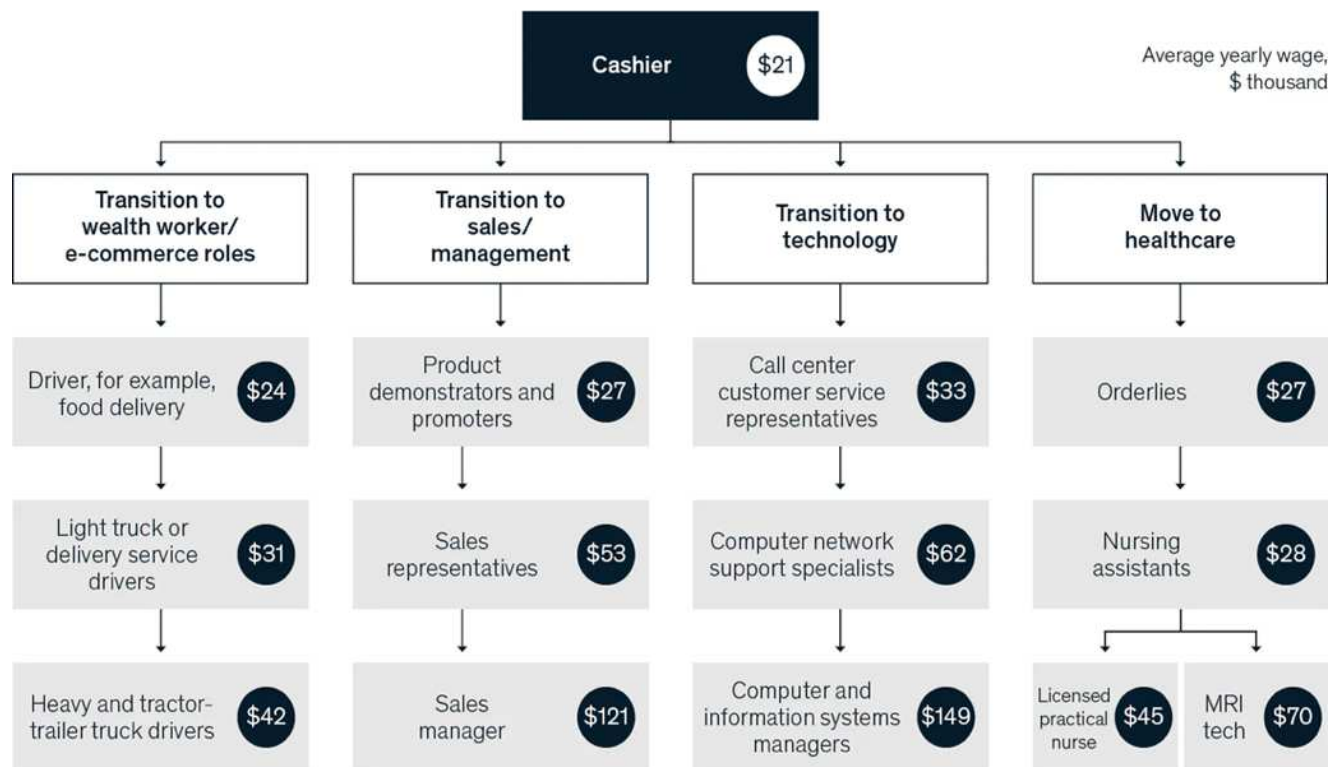 Cashier
$21
Average yearly wage,
$ thousand
Transition to
wealth worker/
e-commerce roles
Transition to
sales/
management
Transition to
technology
Move to
healthcare
Driver, for example,
food delivery
$24
Product
demonstrators and
promoters
$27
Call center
customer service
representatives
$33
Orderlies
$27
Light truck or
delivery service
drivers
$31
Sales
representatives
$53
Computer network
support specialists
$62
Nursing
assistants
$28
Heavy and tractor-
trailer truck drivers
$42
Sales
manager
$121
Computer and
information systems
managers
$149
Licensed
practical
nurse
$45
MRI
tech
$70